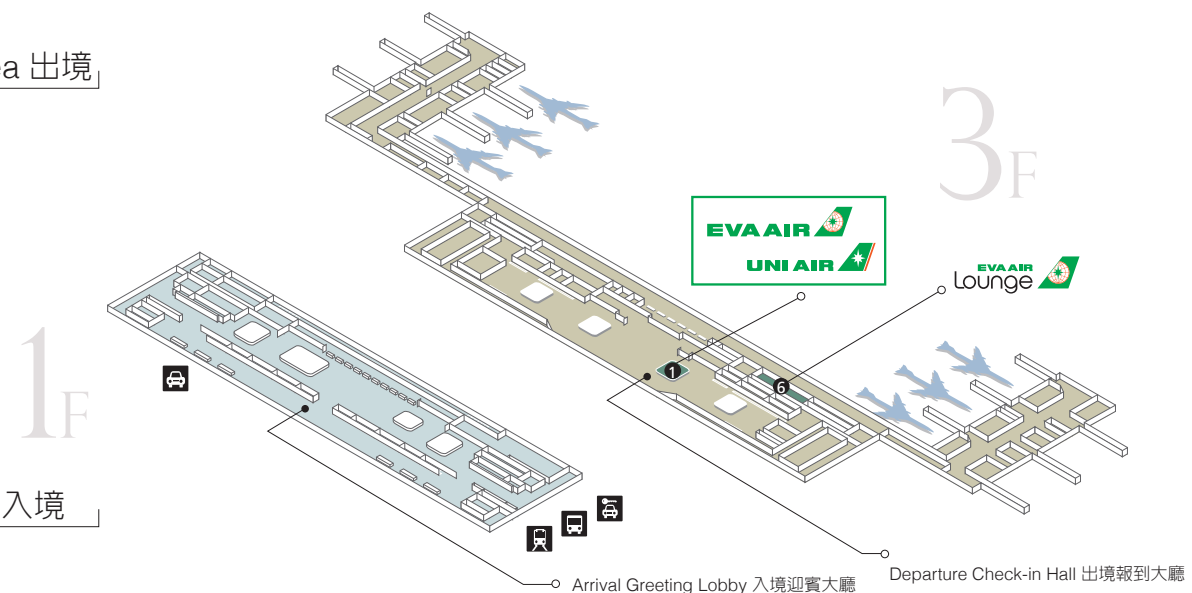 出境
3F
EVA AIR
UNI AIR
EVA AIR
Lounge
1
6
1F
入境
Arrival Greeting Lobby 入境迎賓大廳
Departure Check-in Hall 出境報到大廳